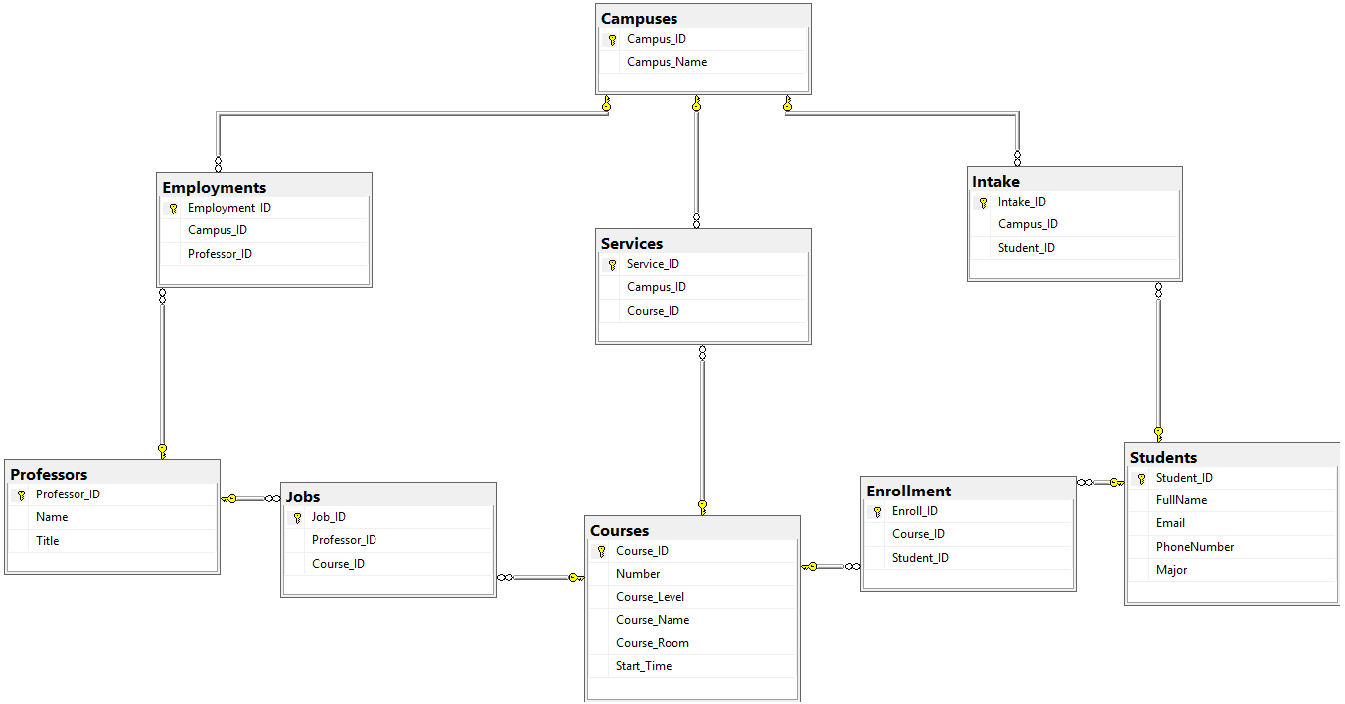 Campuses
Campus_ID
Campus_Name
Employments
Employment_ID
Campus_ID
Professor_ID
Services
Service_ID
Campus_ID
Course_ID
Intake
Intake_ID
Campus_ID
Student_ID
Professors
Professor_ID
Name
Title
Jobs
Job_ID
Professor_ID
Course_ID
Courses
Course_ID
Number
Course_Level
Course_Name
Course_Room
Start_Time
Enrollment
Enroll_ID
Course_ID
Student_ID
Students
Student_ID
FullName
Email
PhoneNumber
Major